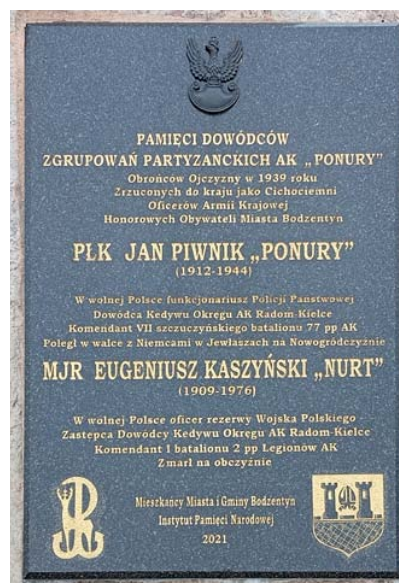 PAMIĘCI DOWÓDCÓW
ZGRUPOWAŃ PARTYZANCKICH AK „PONURY”
Obrońców Ojczyzny w 1939 roku
Zrzuconych do kraju jako Cichociemni
Oficerów Armii Krajowej
Honorowych Obywateli Miasta Bodzentyn
PŁK JAN PIWNIK „PONURY”
(1912-1944)
W wolnej Polsce funkcjonariusz Policji Państwowej
Dowódca Kedywu Okręgu AK Radom-Kielce
Komendant VII szczuczyńskiego batalionu 77 pp AK
Poległ w walce z Niemcami w Jewłaszach na Nowogródczyźnie
MJR EUGENIUSZ KASZYŃSKI „NURT”
(1909-1976)
W wolnej Polsce oficer rezerwy Wojska Polskiego
Zastępca Dowódcy Kedywu Okręgu AK Radom-Kielce
Komendant I batalionu 2 pp Legionów AK
Zmarł na obczyźnie
Mieszkańcy Miasta i Gminy Bodzentyn
Instytut Pamięci Narodowej
2021